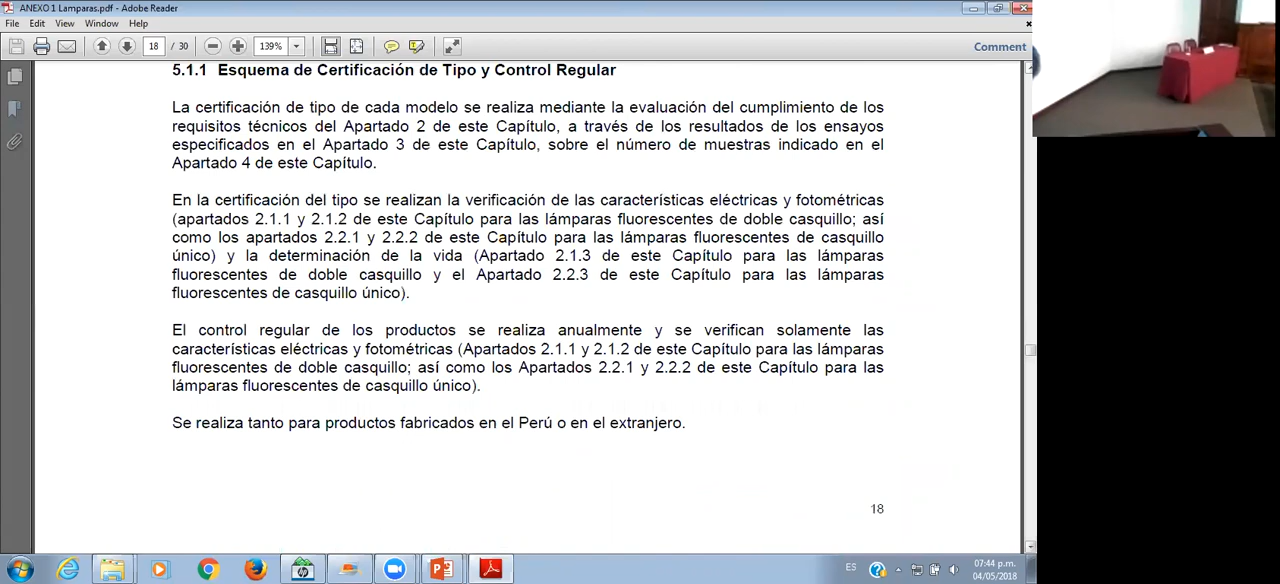 ANEXO 1 Lamparas.pdf - Adobe Reader
File Edit View Window Help
18 / 30 139% Comment
5.1.1 Esquema de Certificación de Tipo y Control Regular
La certificación de tipo de cada modelo se realiza mediante la evaluación del cumplimiento de los
requisitos técnicos del Apartado 2 de este Capítulo, a través de los resultados de los ensayos
especificados en el Apartado 3 de este Capítulo, sobre el número de muestras indicado en el
Apartado 4 de este Capítulo.
En la certificación del tipo se realizan la verificación de las características eléctricas y fotométricas
(apartados 2.1.1 y 2.1.2 de este Capítulo para las lámparas fluorescentes de doble casquillo; así
como los apartados 2.2.1 y 2.2.2 de este Capítulo para las lámparas fluorescentes de casquillo
único) y la determinación de la vida (Apartado 2.1.3 de este Capítulo para las lámparas
fluorescentes de doble casquillo y el Apartado 2.2.3 de este Capítulo para las lámparas
fluorescentes de casquillo único).
El control regular de los productos se realiza anualmente y se verifican solamente las
características eléctricas y fotométricas (Apartados 2.1.1 y 2.1.2 de este Capítulo para las lámparas
fluorescentes de doble casquillo; así como los Apartados 2.2.1 y 2.2.2 de este Capítulo para las
lámparas fluorescentes de casquillo único).
Se realiza tanto para productos fabricados en el Perú o en el extranjero.
18
ES 07:44 p.m.
04/05/2018